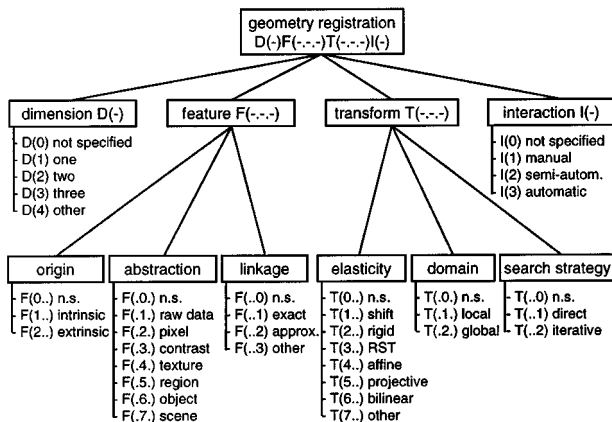 geometry registration
D(-)F(-.-.-)T(-.-.-)I(-)
dimension D(-)
D(0) not specified
D(1) one
D(2) two
D(3) three
D(4) other
feature F(-.-.-)
transform T(-.-.-)
interaction I(-)
I(0) not specified
I(1) manual
I(2) semi-autom.
I(3) automatic
origin
F(0..) n.s.
F(1..) intrinsic
F(2..) extrinsic
abstraction
F(.0.) n.s.
F(.1.) raw data
F(.2.) pixel
F(.3.) contrast
F(.4.) texture
F(.5.) region
F(.6.) object
F(.7.) scene
linkage
F(..0) n.s.
F(..1) exact
F(..2) approx.
F(..3) other
elasticity
T(0..) n.s.
T(1..) shift
T(2..) rigid
T(3..) RST
T(4..) affine
T(5..) projective
T(6..) bilinear
T(7..) other
domain
T(.0.) n.s.
T(.1.) local
T(.2.) global
search strategy
T(..0) n.s.
T(..1) direct
T(..2) iterative